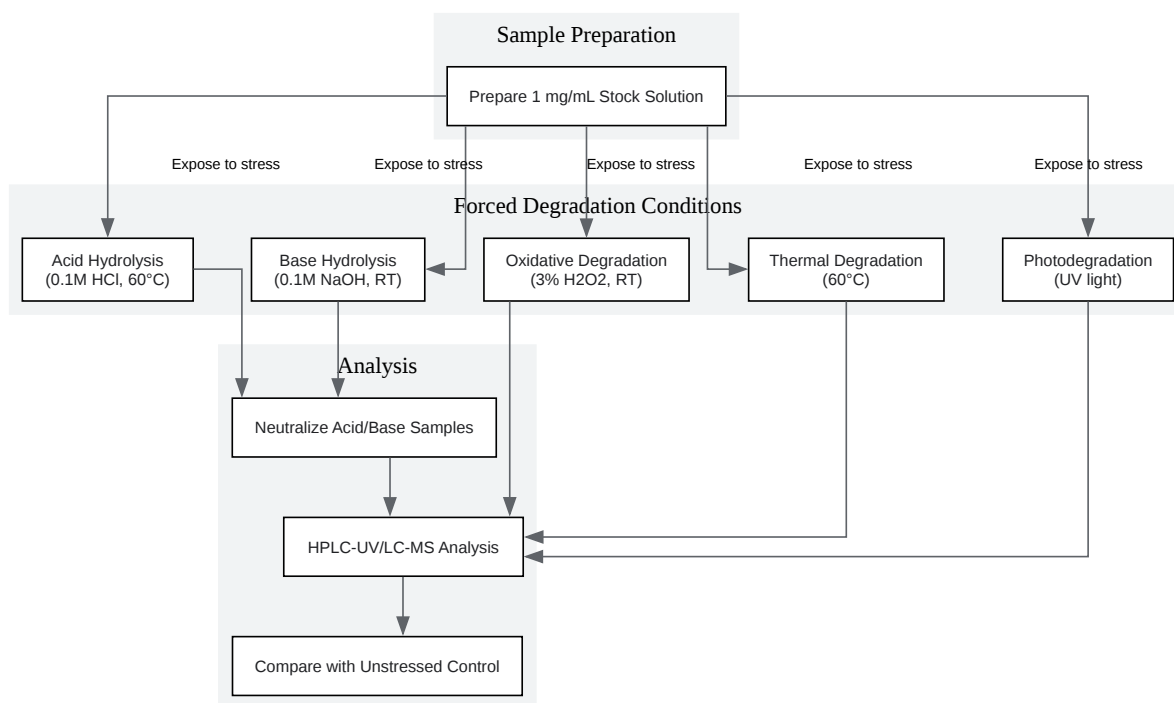 Sample Preparation
Prepare 1 mg/mL Stock Solution
Expose to stress
Expose to stress
Expose to stress
Expose to stress
Expose to stress
Forced Degradation Conditions
Acid Hydrolysis
(0.1M HCl, 60°C)
Base Hydrolysis
(0.1M NaOH, RT)
Oxidative Degradation
(3% H2O2, RT)
Thermal Degradation
(60°C)
Photodegradation
(UV light)
Analysis
Neutralize Acid/Base Samples
HPLC-UV/LC-MS Analysis
Compare with Unstressed Control